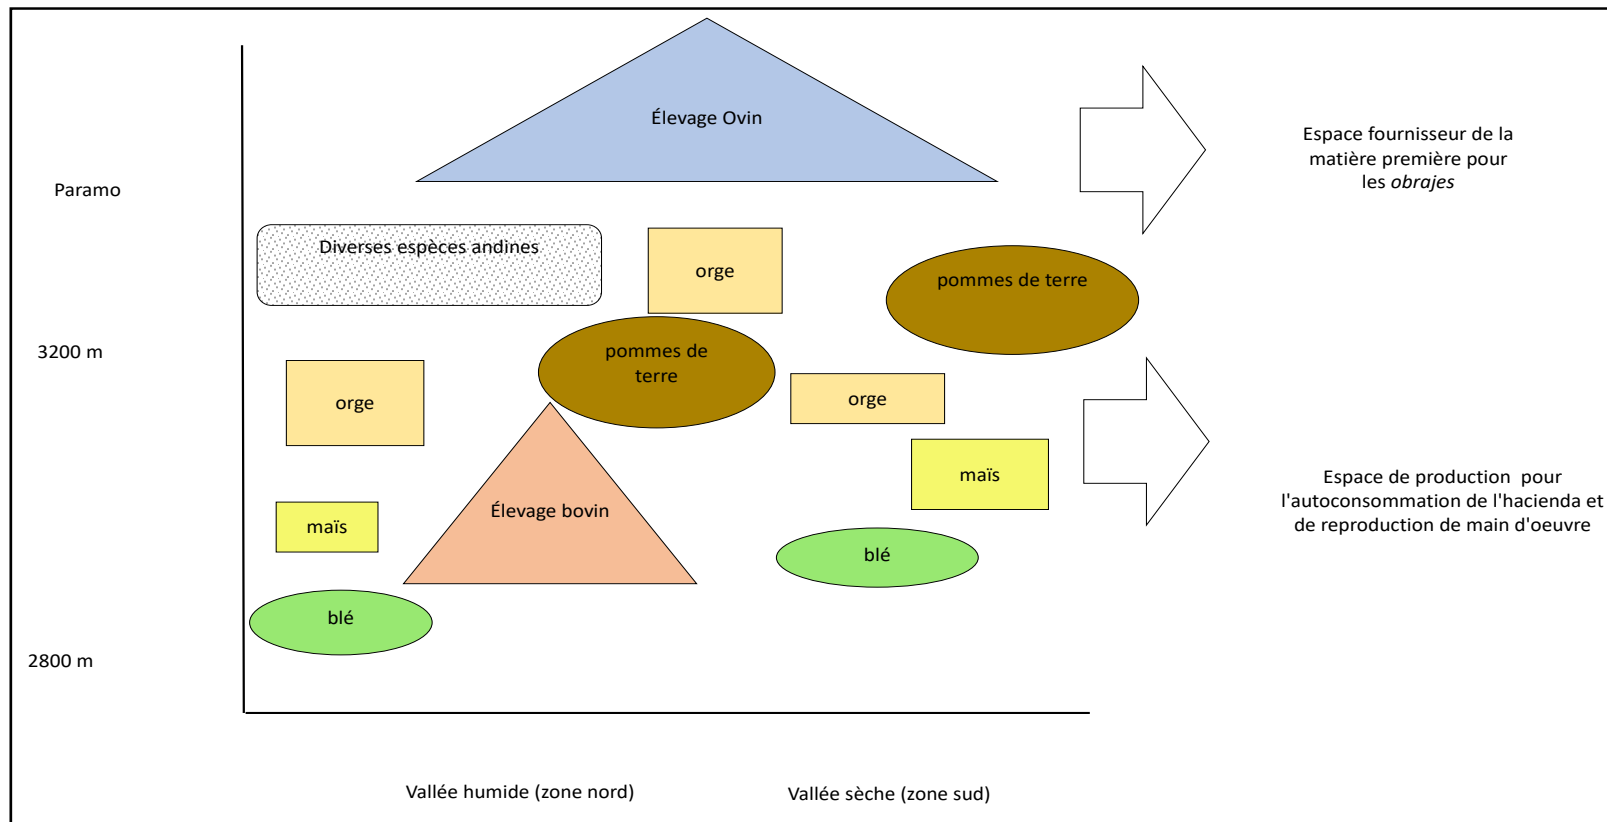 Élevage Ovin
Espace fournisseur de la
matière première pour
les obrajes
Paramo
Diverses espèces andines
orge
pommes de terre
3200 m
pommes de
terre
orge
orge
maïs
Espace de production pour
l'autoconsommation de l'hacienda et
de reproduction de main d'oeuvre
Élevage bovin
maïs
blé
blé
2800 m
Vallée humide (zone nord)
Vallée sèche (zone sud)